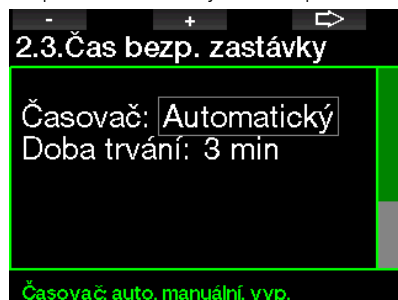 - + ⇨
2.3.Čas bezp. zastávky
Časovač: Automatický
Doba trvání: 3 min
Časovač: auto, manuální, vyp.